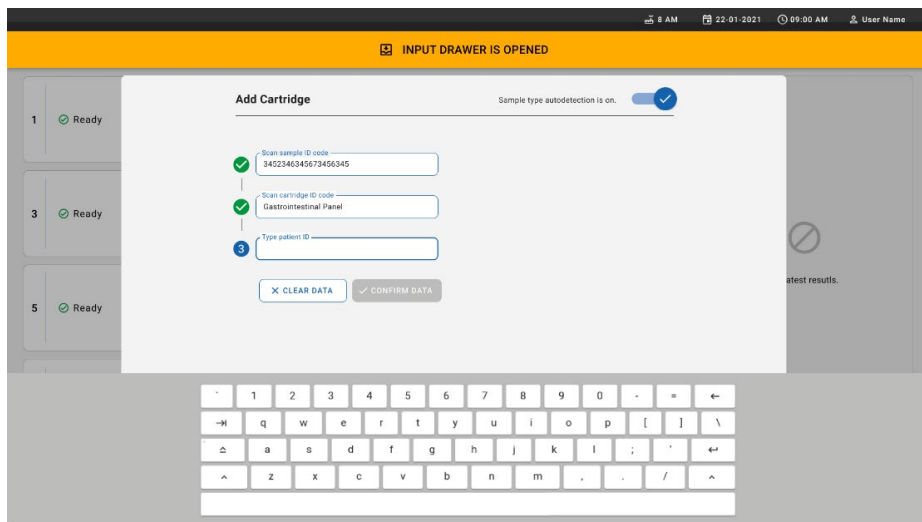 8 AM 22-01-2021 09:00 AM User Name
INPUT DRAWER IS OPENED
Add Cartridge Sample type autodetection is on.
1 Ready
Scan sample ID code
3452346345673456345
Scan cartridge ID code
Gastrointestinal Panel
3 Ready
Type patient ID
3
atest resutls.
CLEAR DATA CONFIRM DATA
5 Ready
` 1 2 3 4 5 6 7 8 9 0 - =
q w e r t y u i o p [ ] \
a s d f g h j k l ; '
z x c v b n m , . /